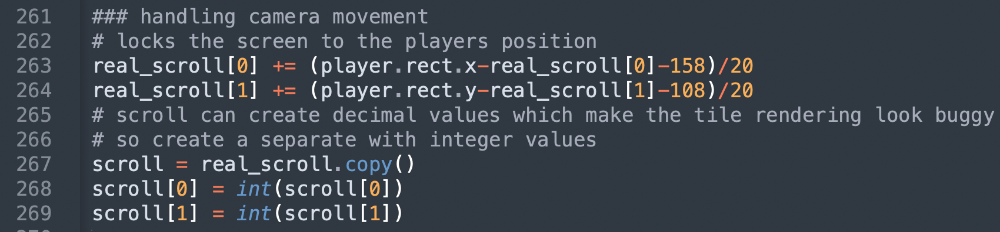 261 ### handling camera movement
262 # locks the screen to the players position
263 real_scroll[0] += (player.rect.x-real_scroll[0]-158)/20
264 real_scroll[1] += (player.rect.y-real_scroll[1]-108)/20
265 # scroll can create decimal values which make the tile rendering look buggy
266 # so create a separate with integer values
267 scroll = real_scroll.copy()
268 scroll[0] = int(scroll[0])
269 scroll[1] = int(scroll[1])